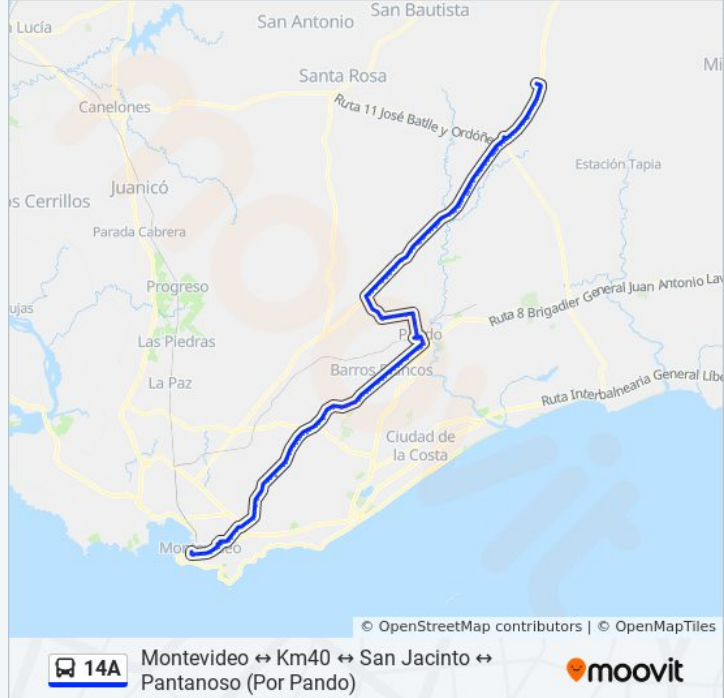 San Bautista
San Antonio
Lucía
Santa Rosa
Mi
Canelones
Ruta 11 José Batlle y Ordóñe
Estación Tapia
Juanicó
os Cerrillos
Parada Cabrera
Progreso
ujas
Ruta 8 Brigadier General Juan Antonio Lav
Pando
Las Piedras
Barros Blancos
La Paz
Ruta Interbalnearia General Líbe
Ciudad de
la Costa
Montevideo
moovit
© OpenStreetMap contributors | © OpenMapTiles
14A
Montevideo ↔ Km40 ↔ San Jacinto ↔
Pantanoso (Por Pando)
moovit